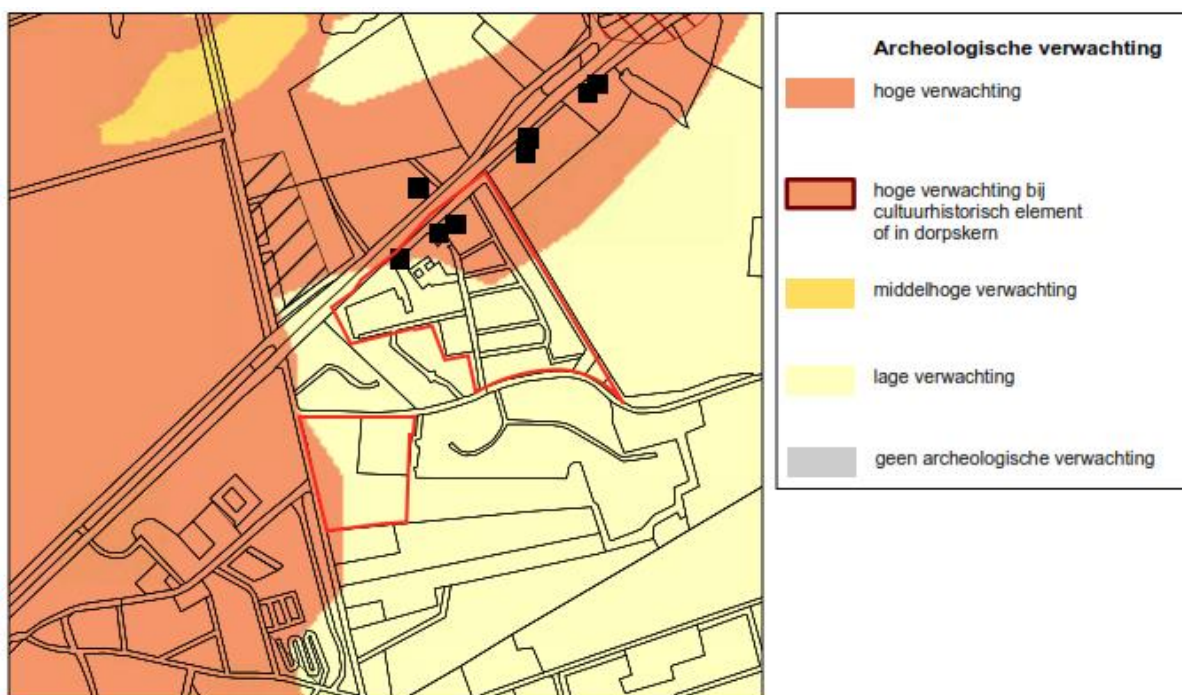 Archeologische verwachting
hoge verwachting
hoge verwachting bij
cultuurhistorisch element
of in dorpskern
middelhoge verwachting
lage verwachting
geen archeologische verwachting